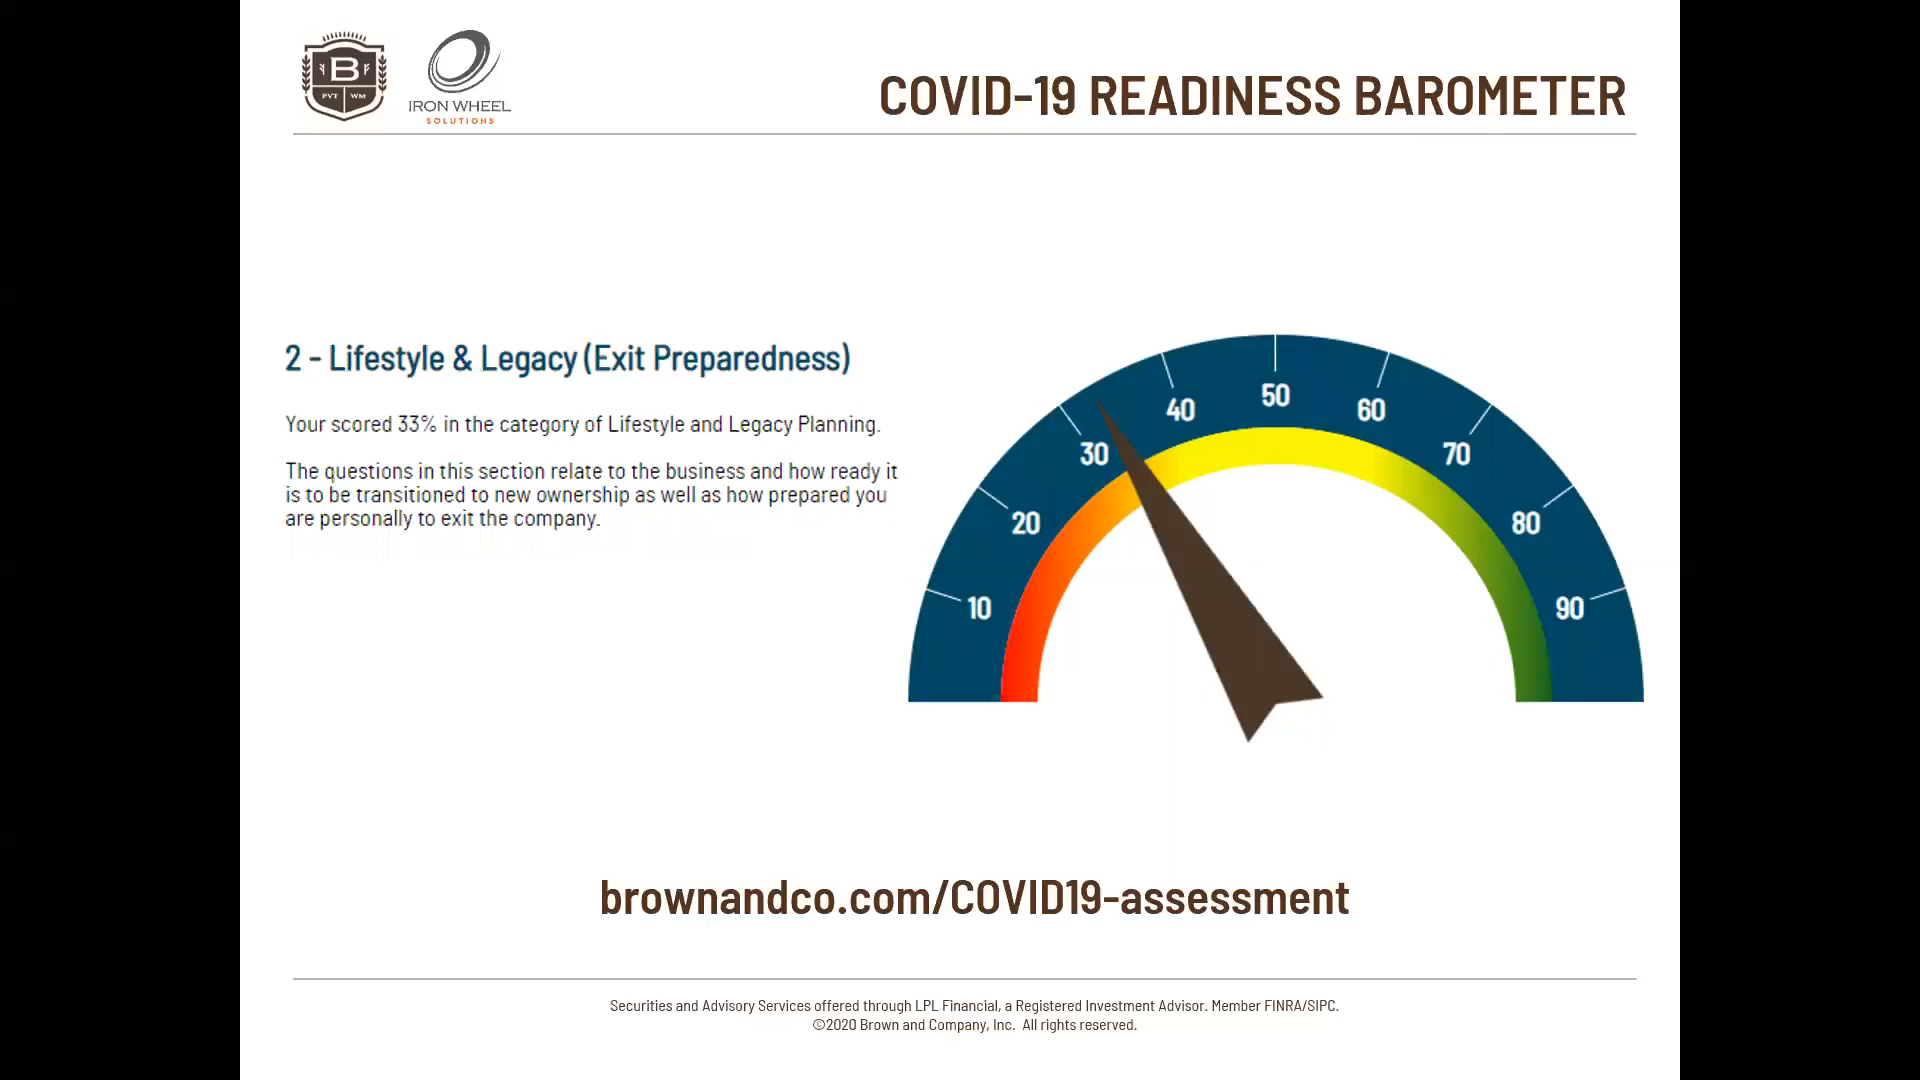 B
PVT WM
IRON WHEEL
SOLUTIONS
COVID-19 READINESS BAROMETER
2 - Lifestyle & Legacy (Exit Preparedness)
Your scored 33% in the category of Lifestyle and Legacy Planning.
The questions in this section relate to the business and how ready it
is to be transitioned to new ownership as well as how prepared you
are personally to exit the company.
10
20
30
40
50
60
70
80
90
brownandco.com/COVID19-assessment
Securities and Advisory Services offered through LPL Financial, a Registered Investment Advisor. Member FINRA/SIPC.
©2020 Brown and Company, Inc. All rights reserved.